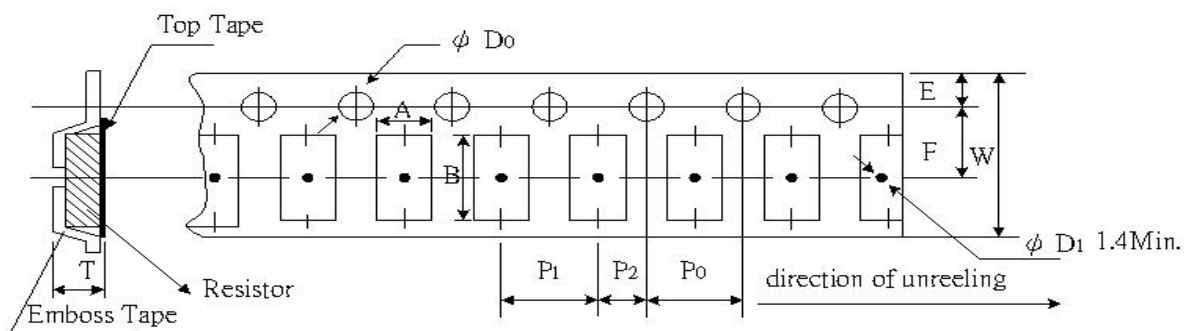 Top Tape
ϕ D0
A
E
F
W
B
ϕ D1 1.4Min.
T
P1
P2
P0
direction of unreeling
Resistor
Emboss Tape